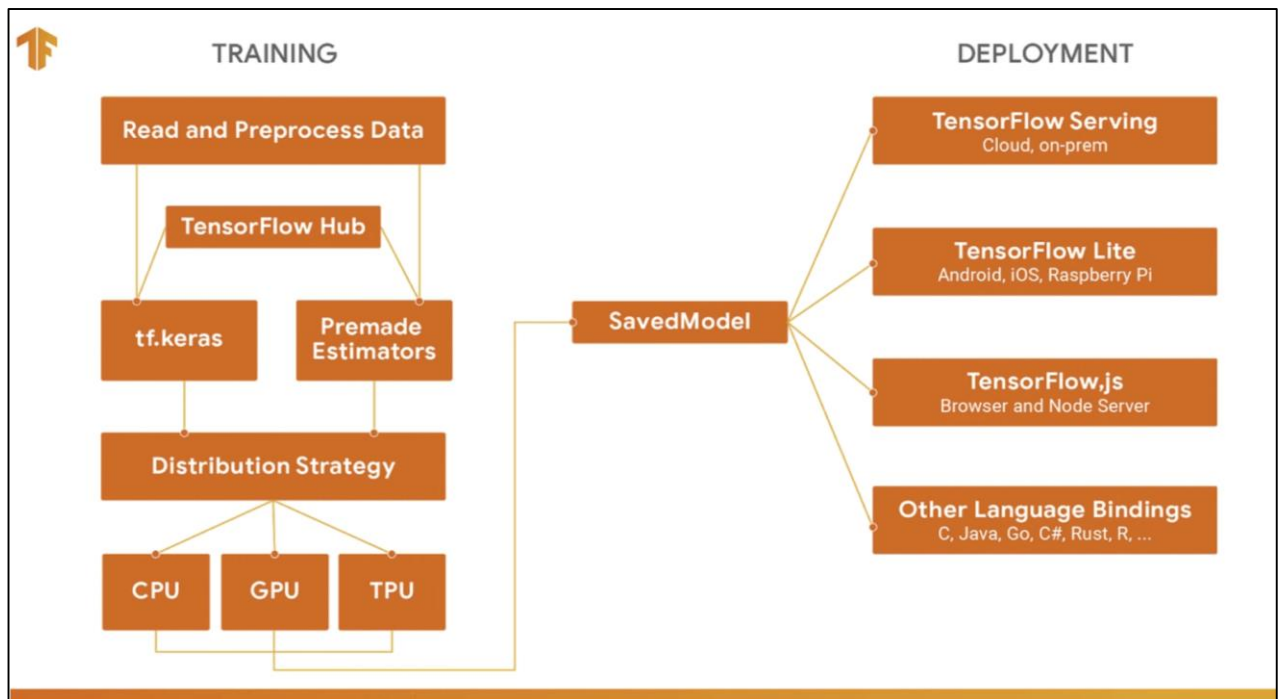 TRAINING
Read and Preprocess Data
TensorFlow Hub
tf.keras
Premade
Estimators
Distribution Strategy
CPU
GPU
TPU
SavedModel
DEPLOYMENT
TensorFlow Serving
Cloud, on-prem
TensorFlow Lite
Android, iOS, Raspberry Pi
TensorFlow,js
Browser and Node Server
Other Language Bindings
C, Java, Go, C#, Rust, R, ...